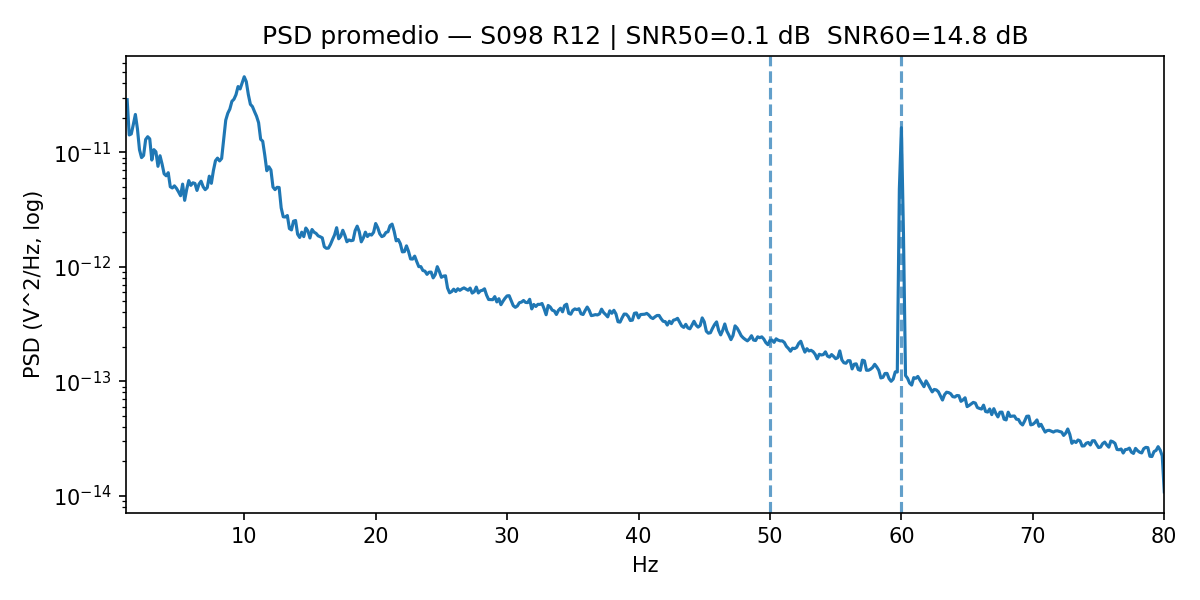 PSD promedio — S098 R12 | SNR50=0.1 dB  SNR60=14.8 dB
PSD (V^2/Hz, log)
10⁻¹¹
10⁻¹²
10⁻¹³
10⁻¹⁴
10 20 30 40 50 60 70 80
Hz